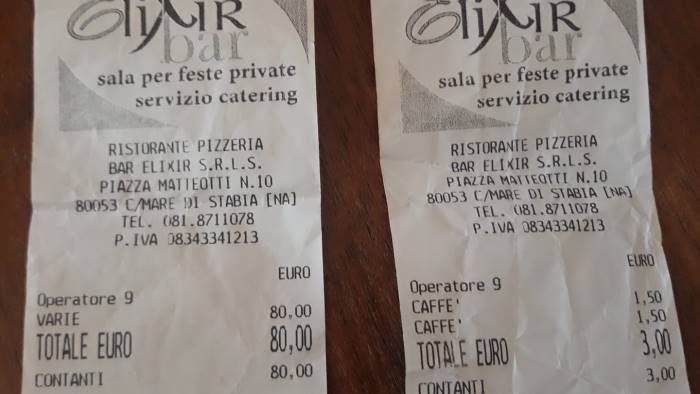 Elixir
bar
sala per feste private
servizio catering
RISTORANTE PIZZERIA
BAR ELIXIR S.R.L.S.
PIAZZA MATTEOTTI N.10
80053 C/MARE DI STABIA [NA]
TEL. 081.8711078
P.IVA 08343341213
EURO
Operatore 9
VARIE 80,00
TOTALE EURO 80,00
CONTANTI 80,00
Elixir
bar
sala per feste private
servizio catering
RISTORANTE PIZZERIA
BAR ELIXIR S.R.L.S.
PIAZZA MATTEOTTI N.10
80053 C/MARE DI STABIA [NA]
TEL. 081.8711078
P.IVA 08343341213
EURO
Operatore 9
CAFFE' 1,50
CAFFE' 1,50
TOTALE EURO 3,00
CONTANTI 3,00